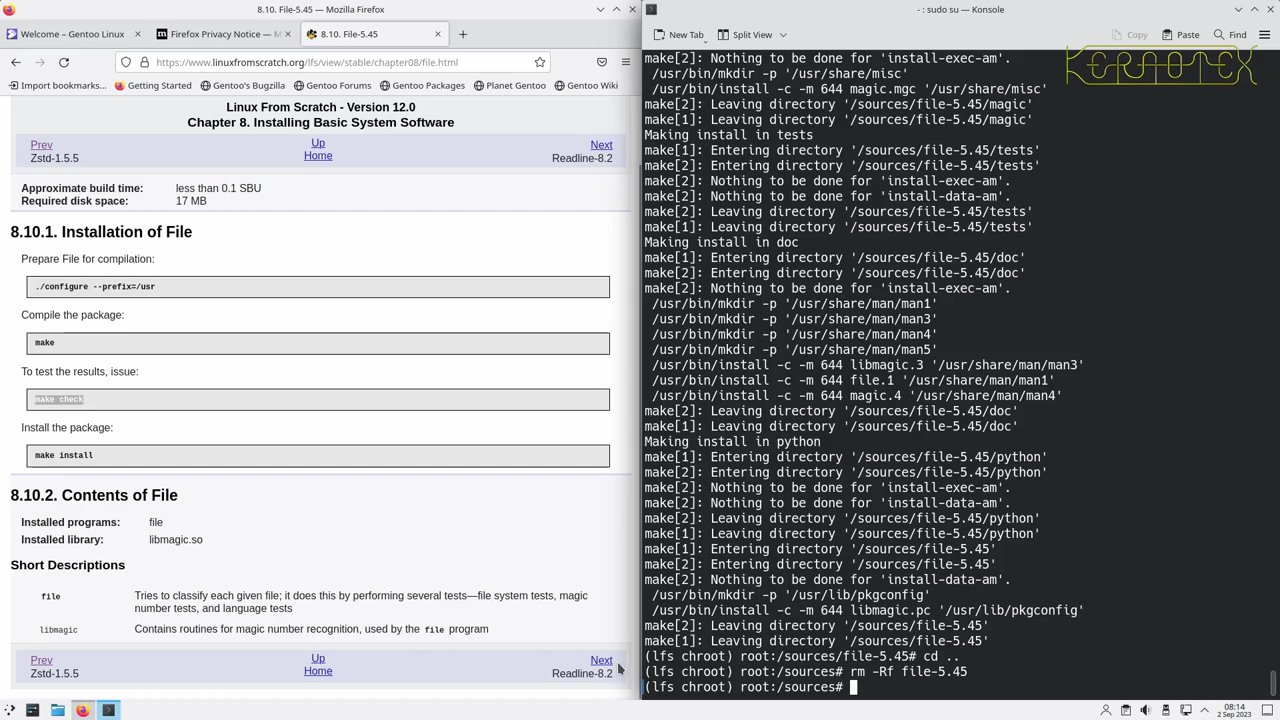 8.10. File-5.45 — Mozilla Firefox
Welcome – Gentoo Linux
Firefox Privacy Notice — M
8.10. File-5.45
https://www.linuxfromscratch.org/lfs/view/stable/chapter08/file.html
Import bookmarks...
Getting Started
Gentoo's Bugzilla
Gentoo Forums
Gentoo Packages
Planet Gentoo
Gentoo Wiki
Linux From Scratch - Version 12.0
Chapter 8. Installing Basic System Software
Prev
Up
Next
Zstd-1.5.5
Home
Readline-8.2
Approximate build time: less than 0.1 SBU
Required disk space: 17 MB
8.10.1. Installation of File
Prepare File for compilation:
./configure --prefix=/usr
Compile the package:
make
To test the results, issue:
make check
Install the package:
make install
8.10.2. Contents of File
Installed programs: file
Installed library: libmagic.so
Short Descriptions
file Tries to classify each given file; it does this by performing several tests—file system tests, magic
number tests, and language tests
libmagic Contains routines for magic number recognition, used by the file program
Prev
Up
Next
Zstd-1.5.5
Home
Readline-8.2
- : sudo su — Konsole
New Tab
Split View
Copy
Paste
Find
KERNOTEX
make[2]: Nothing to be done for 'install-exec-am'.
/usr/bin/mkdir -p '/usr/share/misc'
/usr/bin/install -c -m 644 magic.mgc '/usr/share/misc'
make[2]: Leaving directory '/sources/file-5.45/magic'
make[1]: Leaving directory '/sources/file-5.45/magic'
Making install in tests
make[1]: Entering directory '/sources/file-5.45/tests'
make[2]: Entering directory '/sources/file-5.45/tests'
make[2]: Nothing to be done for 'install-exec-am'.
make[2]: Nothing to be done for 'install-data-am'.
make[2]: Leaving directory '/sources/file-5.45/tests'
make[1]: Leaving directory '/sources/file-5.45/tests'
Making install in doc
make[1]: Entering directory '/sources/file-5.45/doc'
make[2]: Entering directory '/sources/file-5.45/doc'
make[2]: Nothing to be done for 'install-exec-am'.
/usr/bin/mkdir -p '/usr/share/man/man1'
/usr/bin/mkdir -p '/usr/share/man/man3'
/usr/bin/mkdir -p '/usr/share/man/man4'
/usr/bin/mkdir -p '/usr/share/man/man5'
/usr/bin/install -c -m 644 libmagic.3 '/usr/share/man/man3'
/usr/bin/install -c -m 644 file.1 '/usr/share/man/man1'
/usr/bin/install -c -m 644 magic.4 '/usr/share/man/man4'
make[2]: Leaving directory '/sources/file-5.45/doc'
make[1]: Leaving directory '/sources/file-5.45/doc'
Making install in python
make[1]: Entering directory '/sources/file-5.45/python'
make[2]: Entering directory '/sources/file-5.45/python'
make[2]: Nothing to be done for 'install-exec-am'.
make[2]: Nothing to be done for 'install-data-am'.
make[2]: Leaving directory '/sources/file-5.45/python'
make[1]: Leaving directory '/sources/file-5.45/python'
make[1]: Entering directory '/sources/file-5.45'
make[2]: Entering directory '/sources/file-5.45'
make[2]: Nothing to be done for 'install-data-am'.
/usr/bin/mkdir -p '/usr/lib/pkgconfig'
/usr/bin/install -c -m 644 libmagic.pc '/usr/lib/pkgconfig'
make[2]: Leaving directory '/sources/file-5.45'
make[1]: Leaving directory '/sources/file-5.45'
(lfs chroot) root:/sources/file-5.45# cd ..
(lfs chroot) root:/sources# rm -Rf file-5.45
(lfs chroot) root:/sources#
08:14
2 Sep 2023